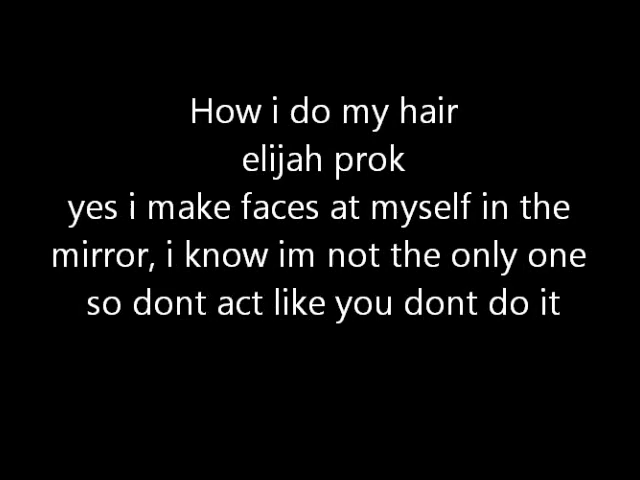 How i do my hair
elijah prok
yes i make faces at myself in the
mirror, i know im not the only one
so dont act like you dont do it